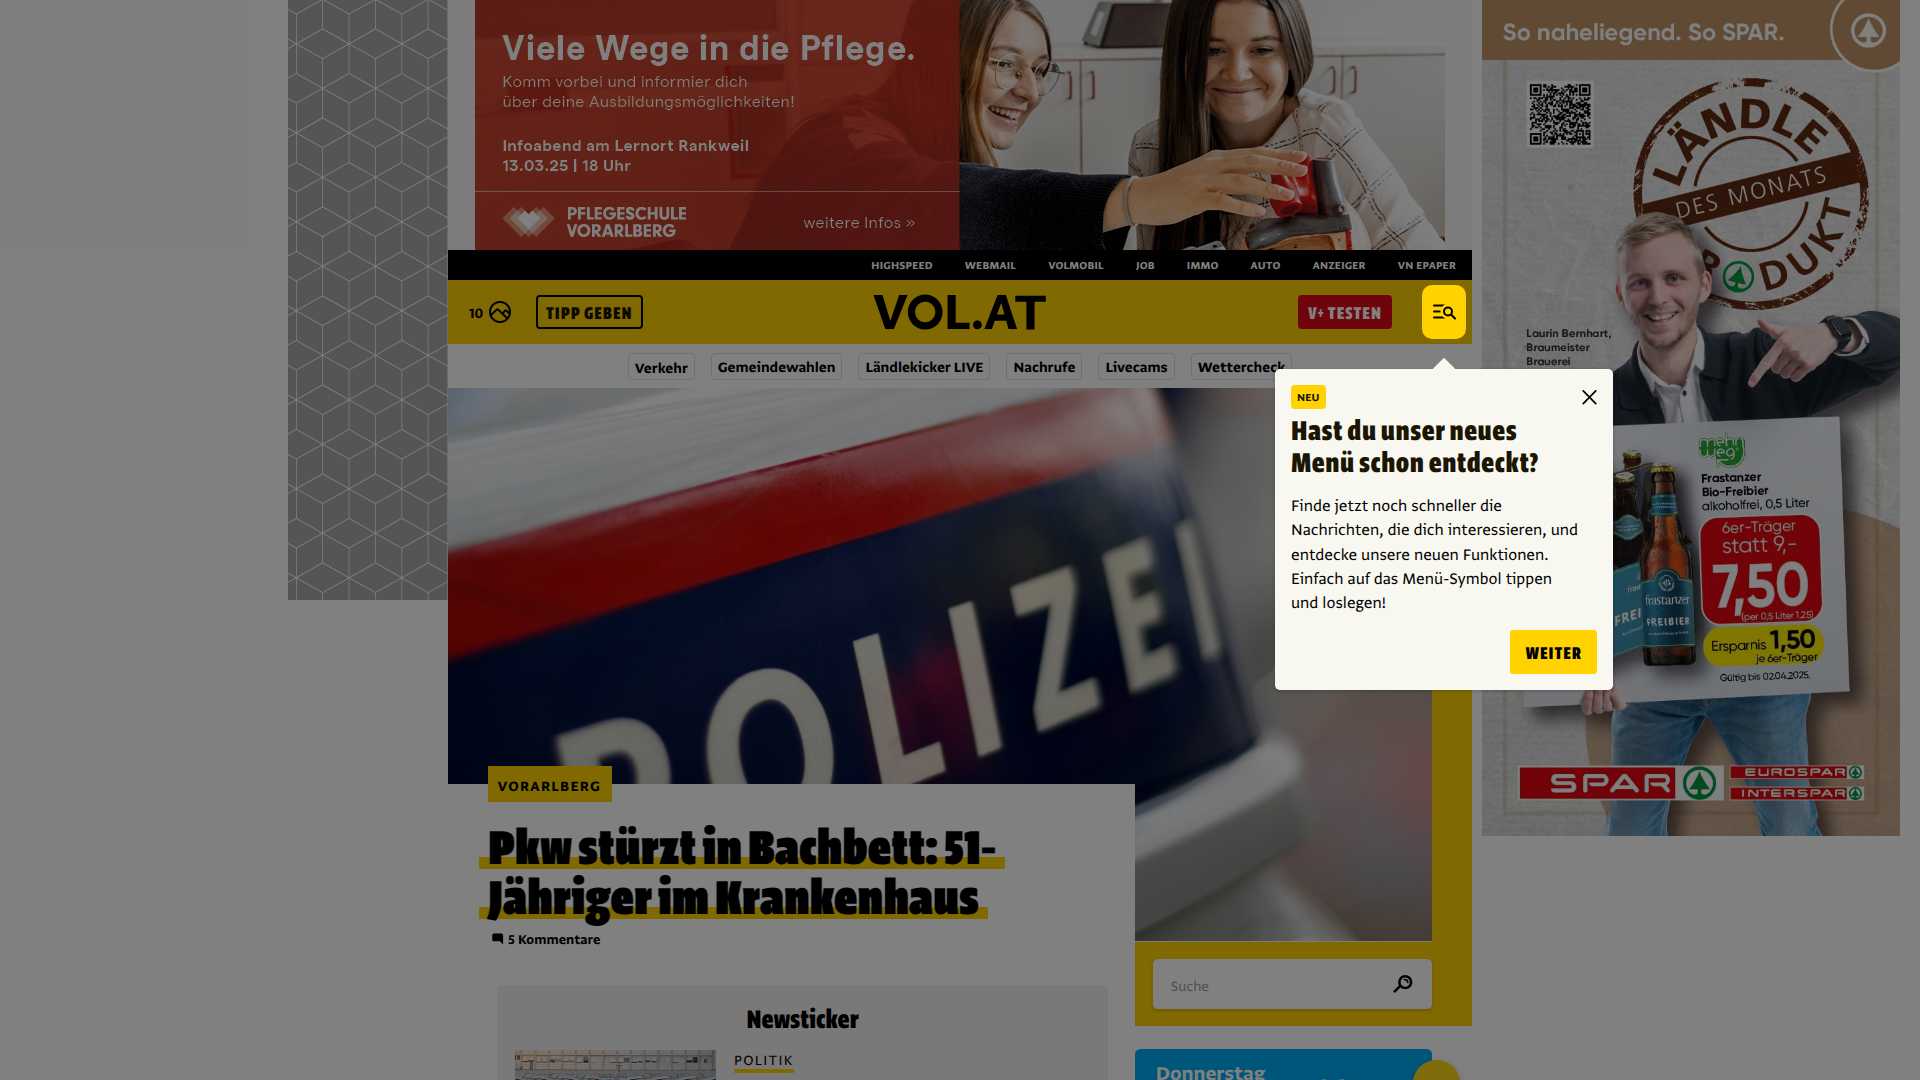 Viele Wege in die Pflege.
Komm vorbei und informier dich
über deine Ausbildungsmöglichkeiten!
Infoabend am Lernort Rankweil
13.03.25 | 18 Uhr
PFLEGESCHULE
VORARLBERG
weitere Infos »
So naheliegend. So SPAR.
LÄNDLE
DES MONATS
PRODUKT
Laurin Bernhart,
Braumeister
Brauerei
mehr
weg
Frastanzer
Bio-Freibier
alkoholfrei, 0,5 Liter
6er-Träger
statt 9,-
7,50
(per 0,5 Liter 1,25)
Ersparnis 1,50
je 6er-Träger
Gültig bis 02.04.2025.
frastanzer
FREIBIER
SPAR
EUROSPAR
INTERSPAR
HIGHSPEED WEBMAIL VOLMOBIL JOB IMMO AUTO ANZEIGER VN EPAPER
10 TIPP GEBEN VOL.AT V+ TESTEN
Verkehr Gemeindewahlen Ländlekicker LIVE Nachrufe Livecams Wettercheck
NEU
Hast du unser neues
Menü schon entdeckt?
Finde jetzt noch schneller die
Nachrichten, die dich interessieren, und
entdecke unsere neuen Funktionen.
Einfach auf das Menü-Symbol tippen
und loslegen!
WEITER
POLIZEI
VORARLBERG
Pkw stürzt in Bachbett: 51-
Jähriger im Krankenhaus
5 Kommentare
Suche
Newsticker
POLITIK
Donnerstag